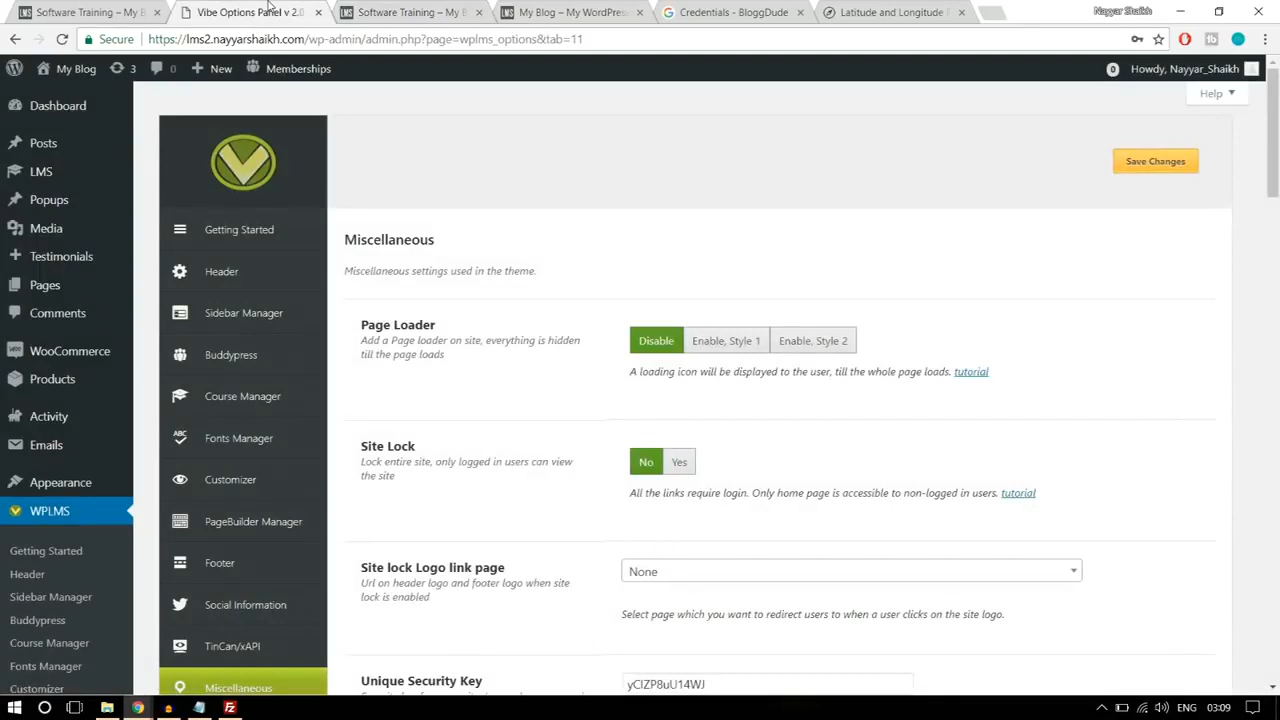 Software Training – My B
Vibe Options Panel v 2.0
Software Training – My B
My Blog – My WordPress
Credentials - BloggDude
Latitude and Longitude F
Nayyar Shaikh
Secure
https://lms2.nayyarshaikh.com/wp-admin/admin.php?page=wplms_options&tab=11
My Blog
3
0
New
Memberships
0
Howdy, Nayyar_Shaikh
Help
Dashboard
Posts
LMS
Popups
Media
Testimonials
Pages
Comments
WooCommerce
Products
Activity
Emails
Appearance
WPLMS
Getting Started
Header
Sidebar Manager
Buddypress
Course Manager
Fonts Manager
Customizer
Getting Started
Header
Sidebar Manager
Buddypress
Course Manager
ABC
Fonts Manager
Customizer
PageBuilder Manager
Footer
Social Information
TinCan/xAPI
Miscellaneous
Save Changes
Miscellaneous
Miscellaneous settings used in the theme.
Page Loader
Add a Page loader on site, everything is hidden
till the page loads
Disable
Enable, Style 1
Enable, Style 2
A loading icon will be displayed to the user, till the whole page loads. tutorial
Site Lock
Lock entire site, only logged in users can view
the site
No
Yes
All the links require login. Only home page is accessible to non-logged in users. tutorial
Site lock Logo link page
Url on header logo and footer logo when site
lock is enabled
None
Select page which you want to redirect users to when a user clicks on the site logo.
Unique Security Key
yCIZP8uU14WJ
ENG
03:09